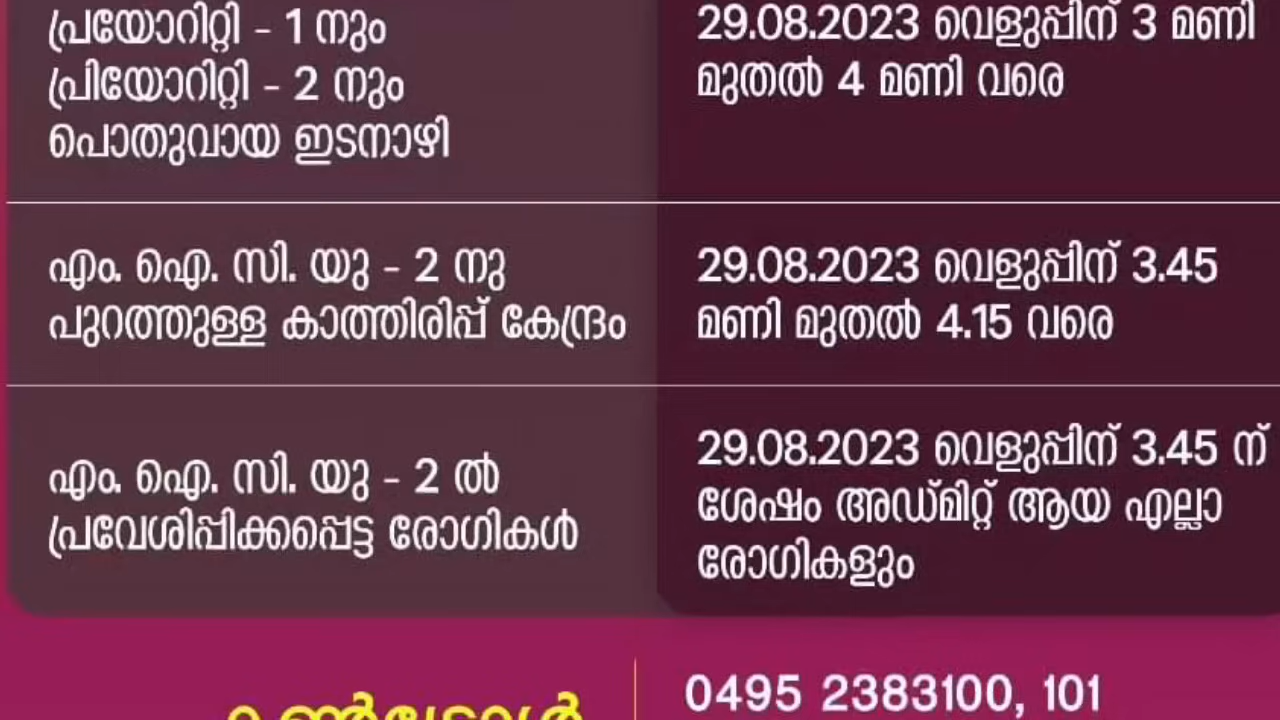 പ്രയോറിറ്റി - 1 നും
പ്രിയോറിറ്റി - 2 നും
പൊതുവായ ഇടനാഴി
29.08.2023 വെളുപ്പിന് 3 മണി
മുതൽ 4 മണി വരെ
എം. ഐ. സി. യു - 2 നു
പുറത്തുള്ള കാത്തിരിപ്പ് കേന്ദ്രം
29.08.2023 വെളുപ്പിന് 3.45
മണി മുതൽ 4.15 വരെ
എം. ഐ. സി. യു - 2 ൽ
പ്രവേശിപ്പിക്കപ്പെട്ട രോഗികൾ
29.08.2023 വെളുപ്പിന് 3.45 ന്
ശേഷം അഡ്മിറ്റ് ആയ എല്ലാ
രോഗികളും
0495 2383100, 101